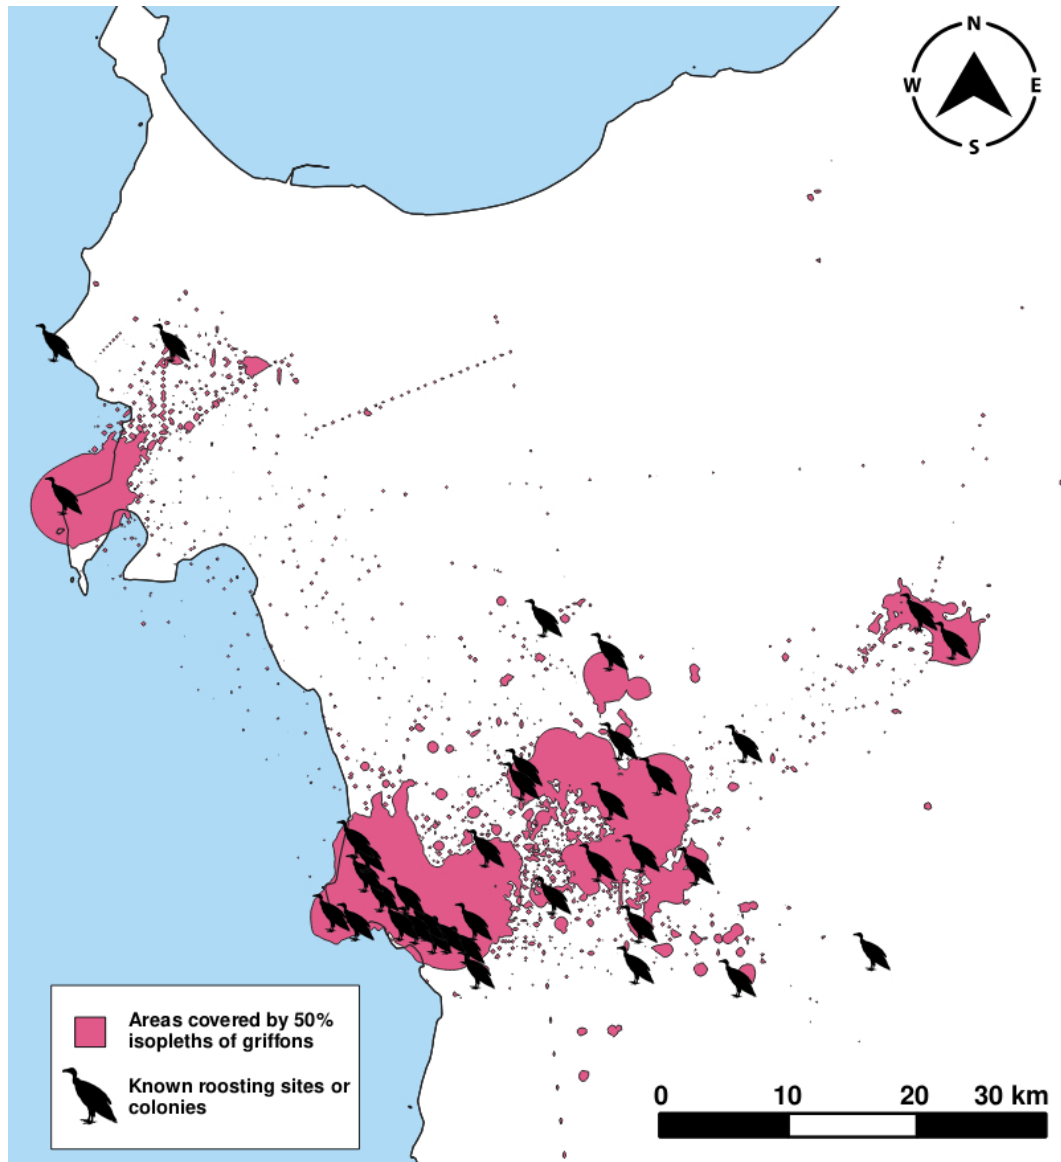 N
W E
S
Areas covered by 50%
isopleths of griffons
Known roosting sites or
colonies
0 10 20 30 km